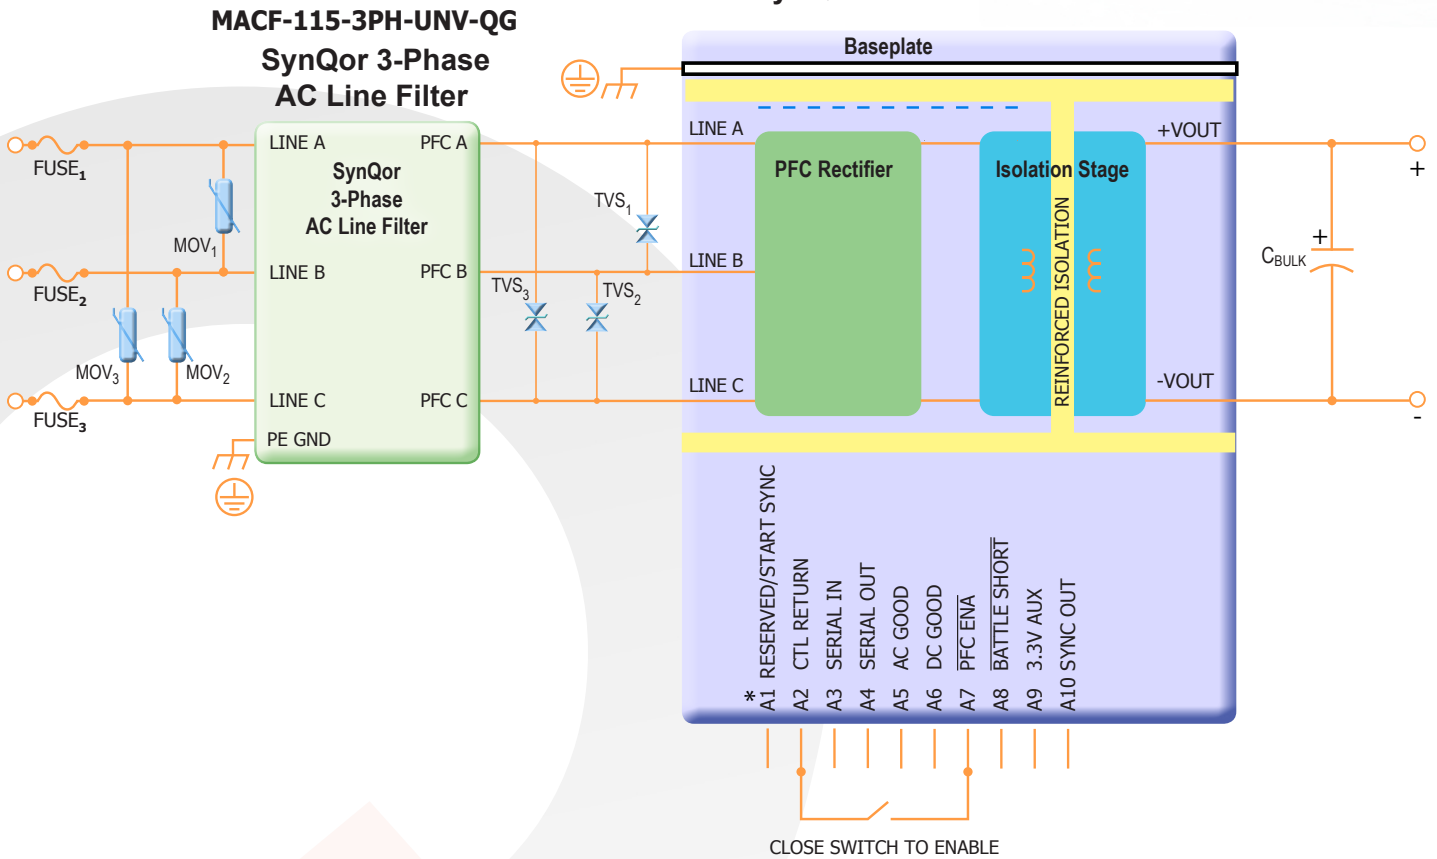 MACF-115-3PH-UNV-QG
SynQor 3-Phase
AC Line Filter
Baseplate
FUSE1
FUSE2
FUSE3
MOV1
MOV3
MOV2
LINE A
PFC A
SynQor
3-Phase
AC Line Filter
LINE B
PFC B
LINE C
PFC C
PE GND
TVS1
TVS3
TVS2
LINE A
LINE B
LINE C
PFC Rectifier
Isolation Stage
REINFORCED ISOLATION
+VOUT
-VOUT
+
CBULK
+
-
* A1 RESERVED/START SYNC
A2 CTL RETURN
A3 SERIAL IN
A4 SERIAL OUT
A5 AC GOOD
A6 DC GOOD
A7 PFC ENA
A8 BATTLE SHORT
A9 3.3V AUX
A10 SYNC OUT
CLOSE SWITCH TO ENABLE